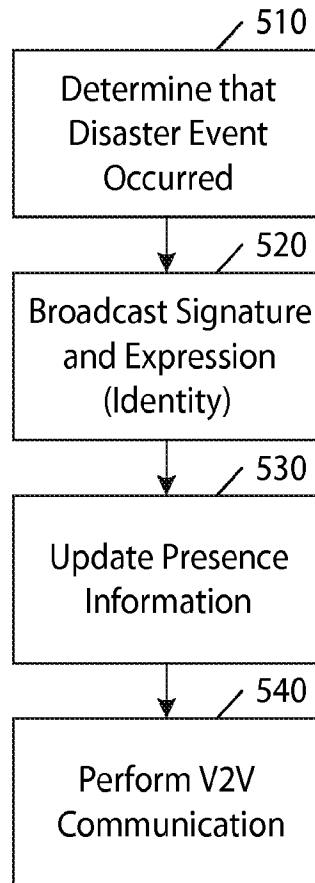 510
Determine that
Disaster Event
Occurred
520
Broadcast Signature
and Expression
(Identity)
530
Update Presence
Information
540
Perform V2V
Communication